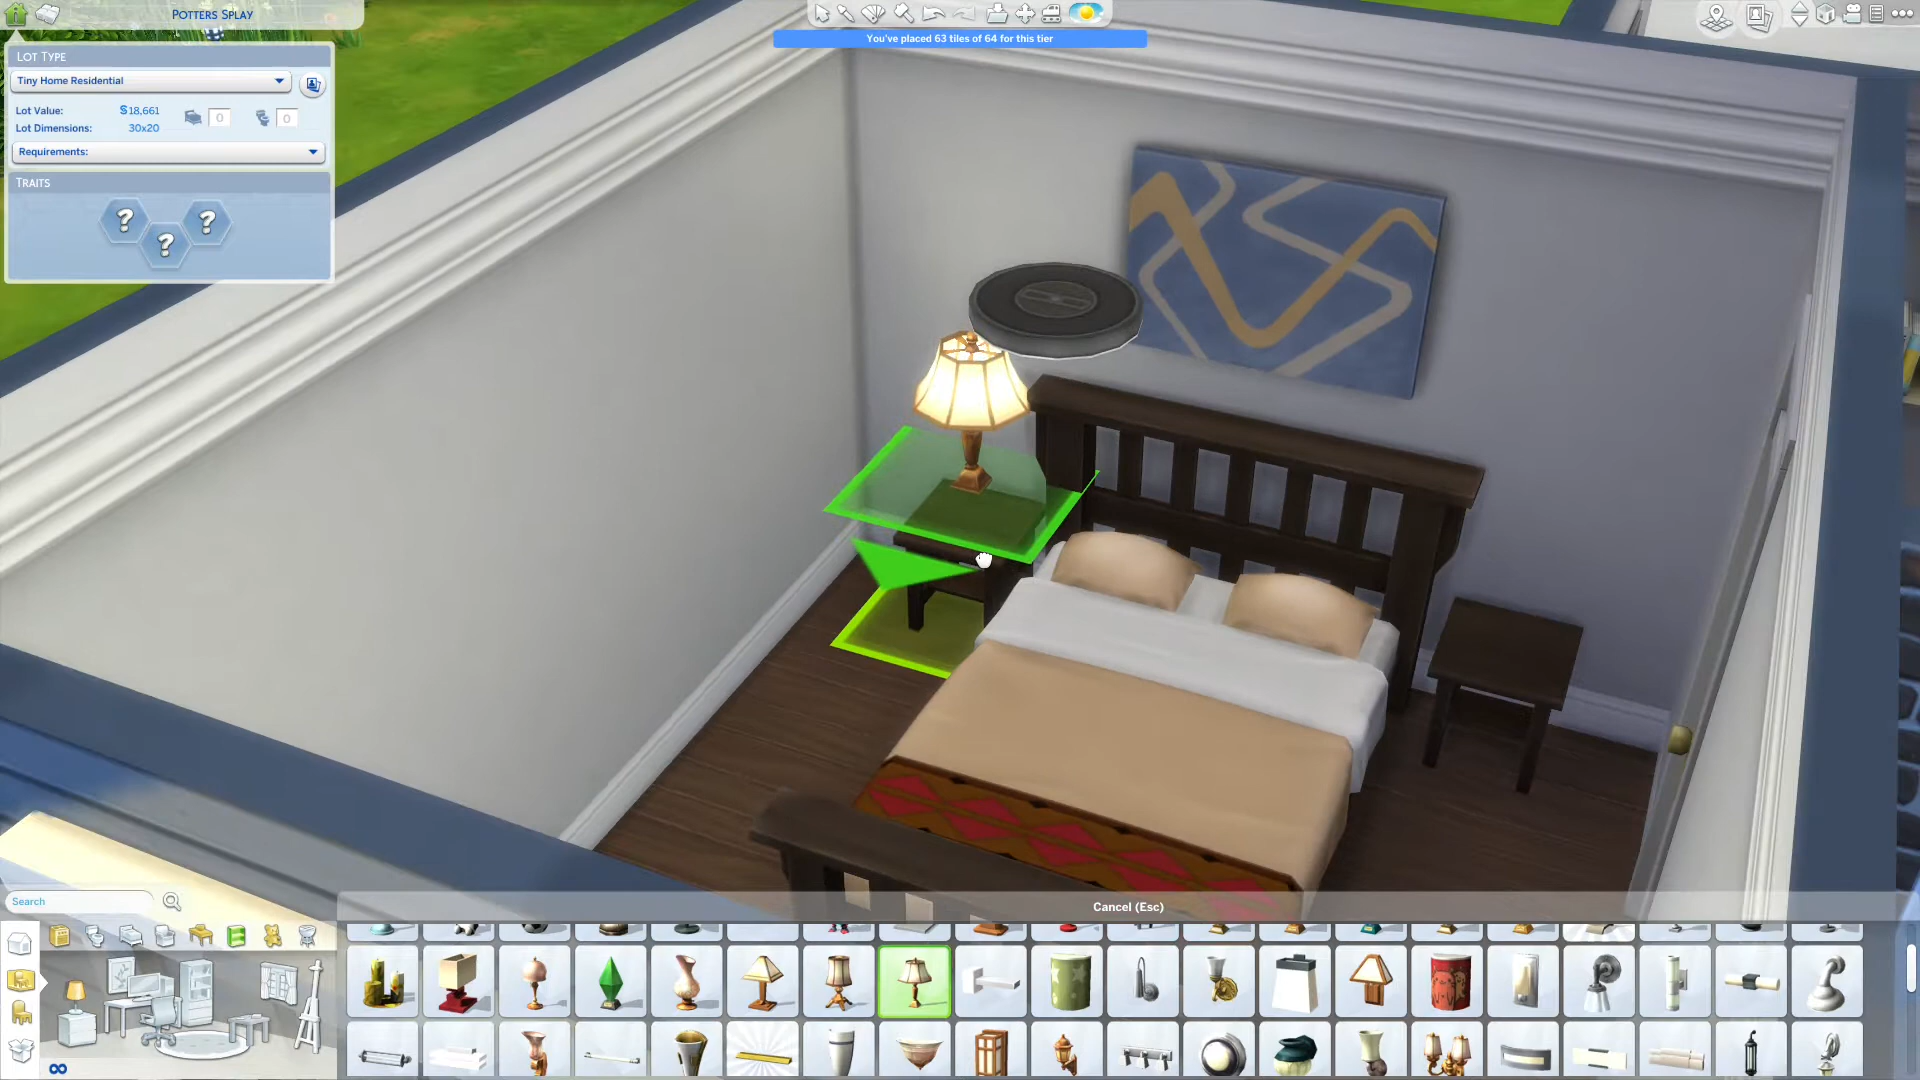 POTTERS SPLAY
You've placed 63 tiles of 64 for this tier
LOT TYPE
Tiny Home Residential
Lot Value: §18,661
0
0
Lot Dimensions: 30x20
Requirements:
TRAITS
? ? ?
Search
Cancel (Esc)